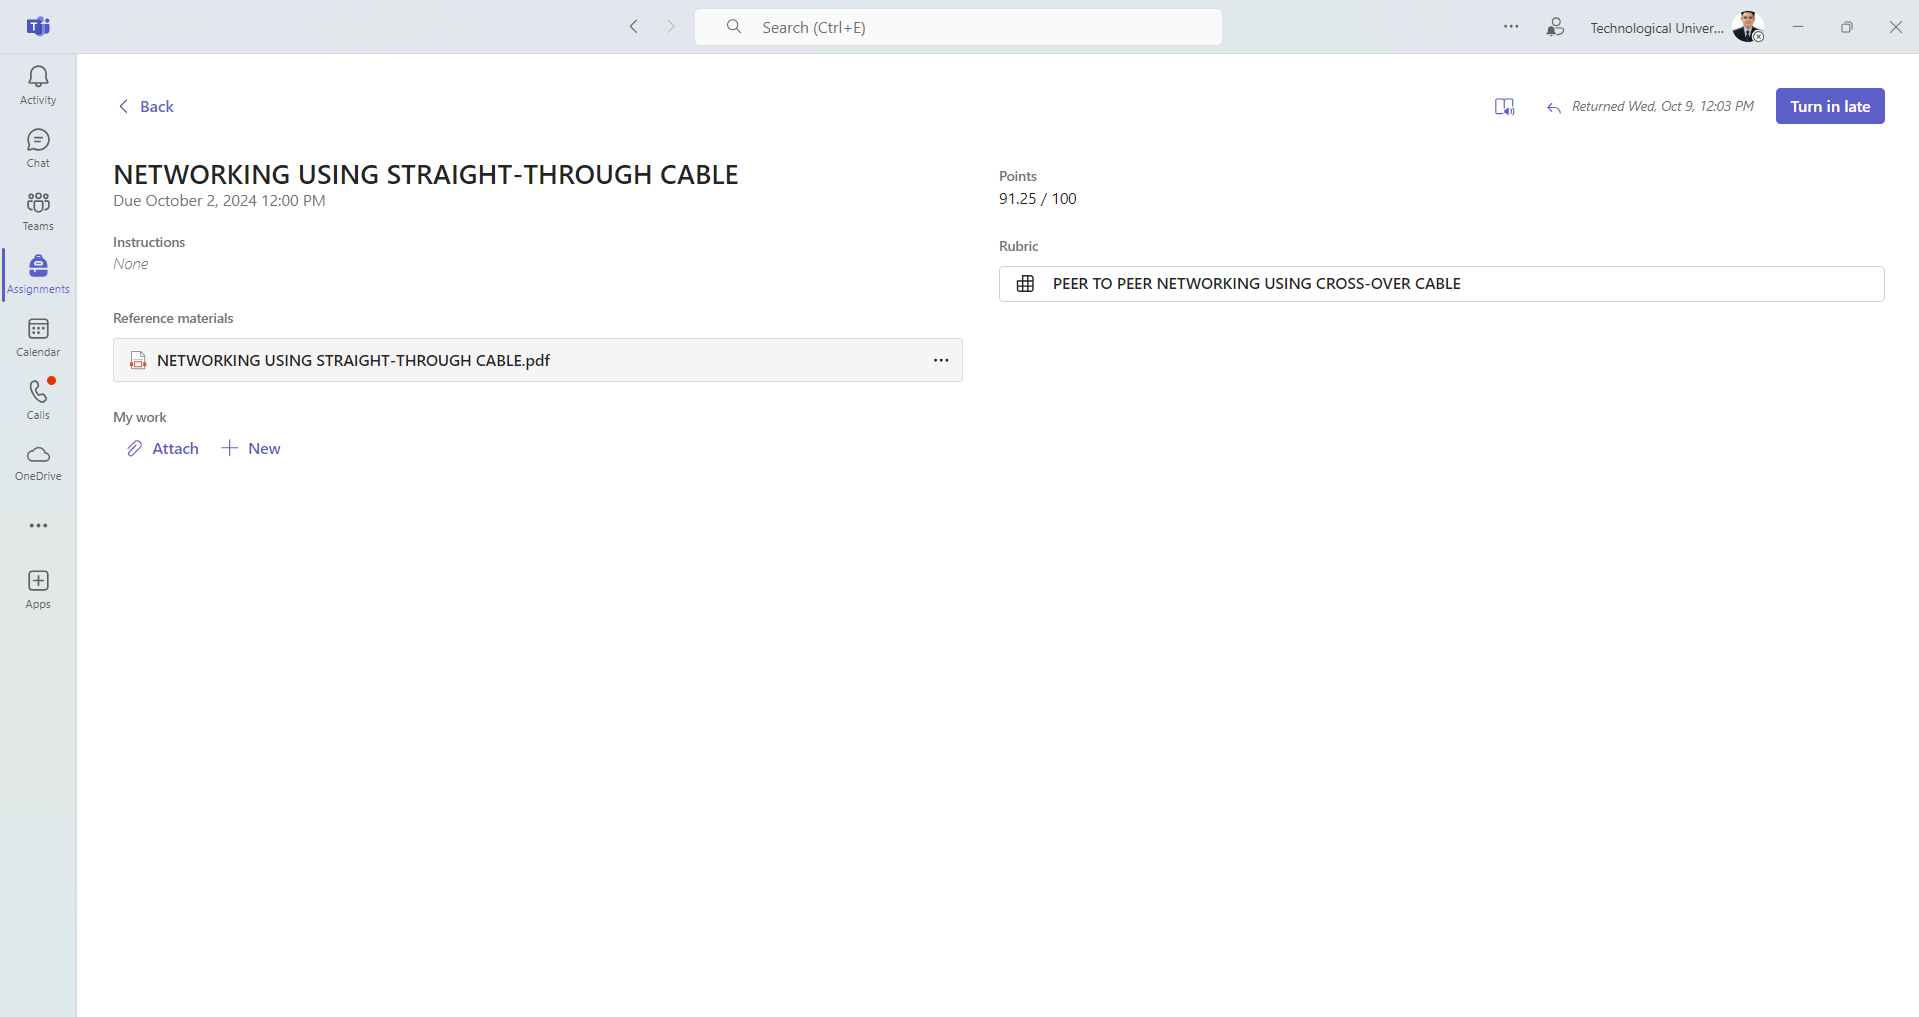 Search (Ctrl+E)
Technological Univer...
Activity
Chat
Teams
Assignments
Calendar
Calls
OneDrive
Apps
Back
Returned Wed, Oct 9, 12:03 PM
Turn in late
NETWORKING USING STRAIGHT-THROUGH CABLE
Due October 2, 2024 12:00 PM
Instructions
None
Reference materials
NETWORKING USING STRAIGHT-THROUGH CABLE.pdf
My work
Attach
New
Points
91.25 / 100
Rubric
PEER TO PEER NETWORKING USING CROSS-OVER CABLE